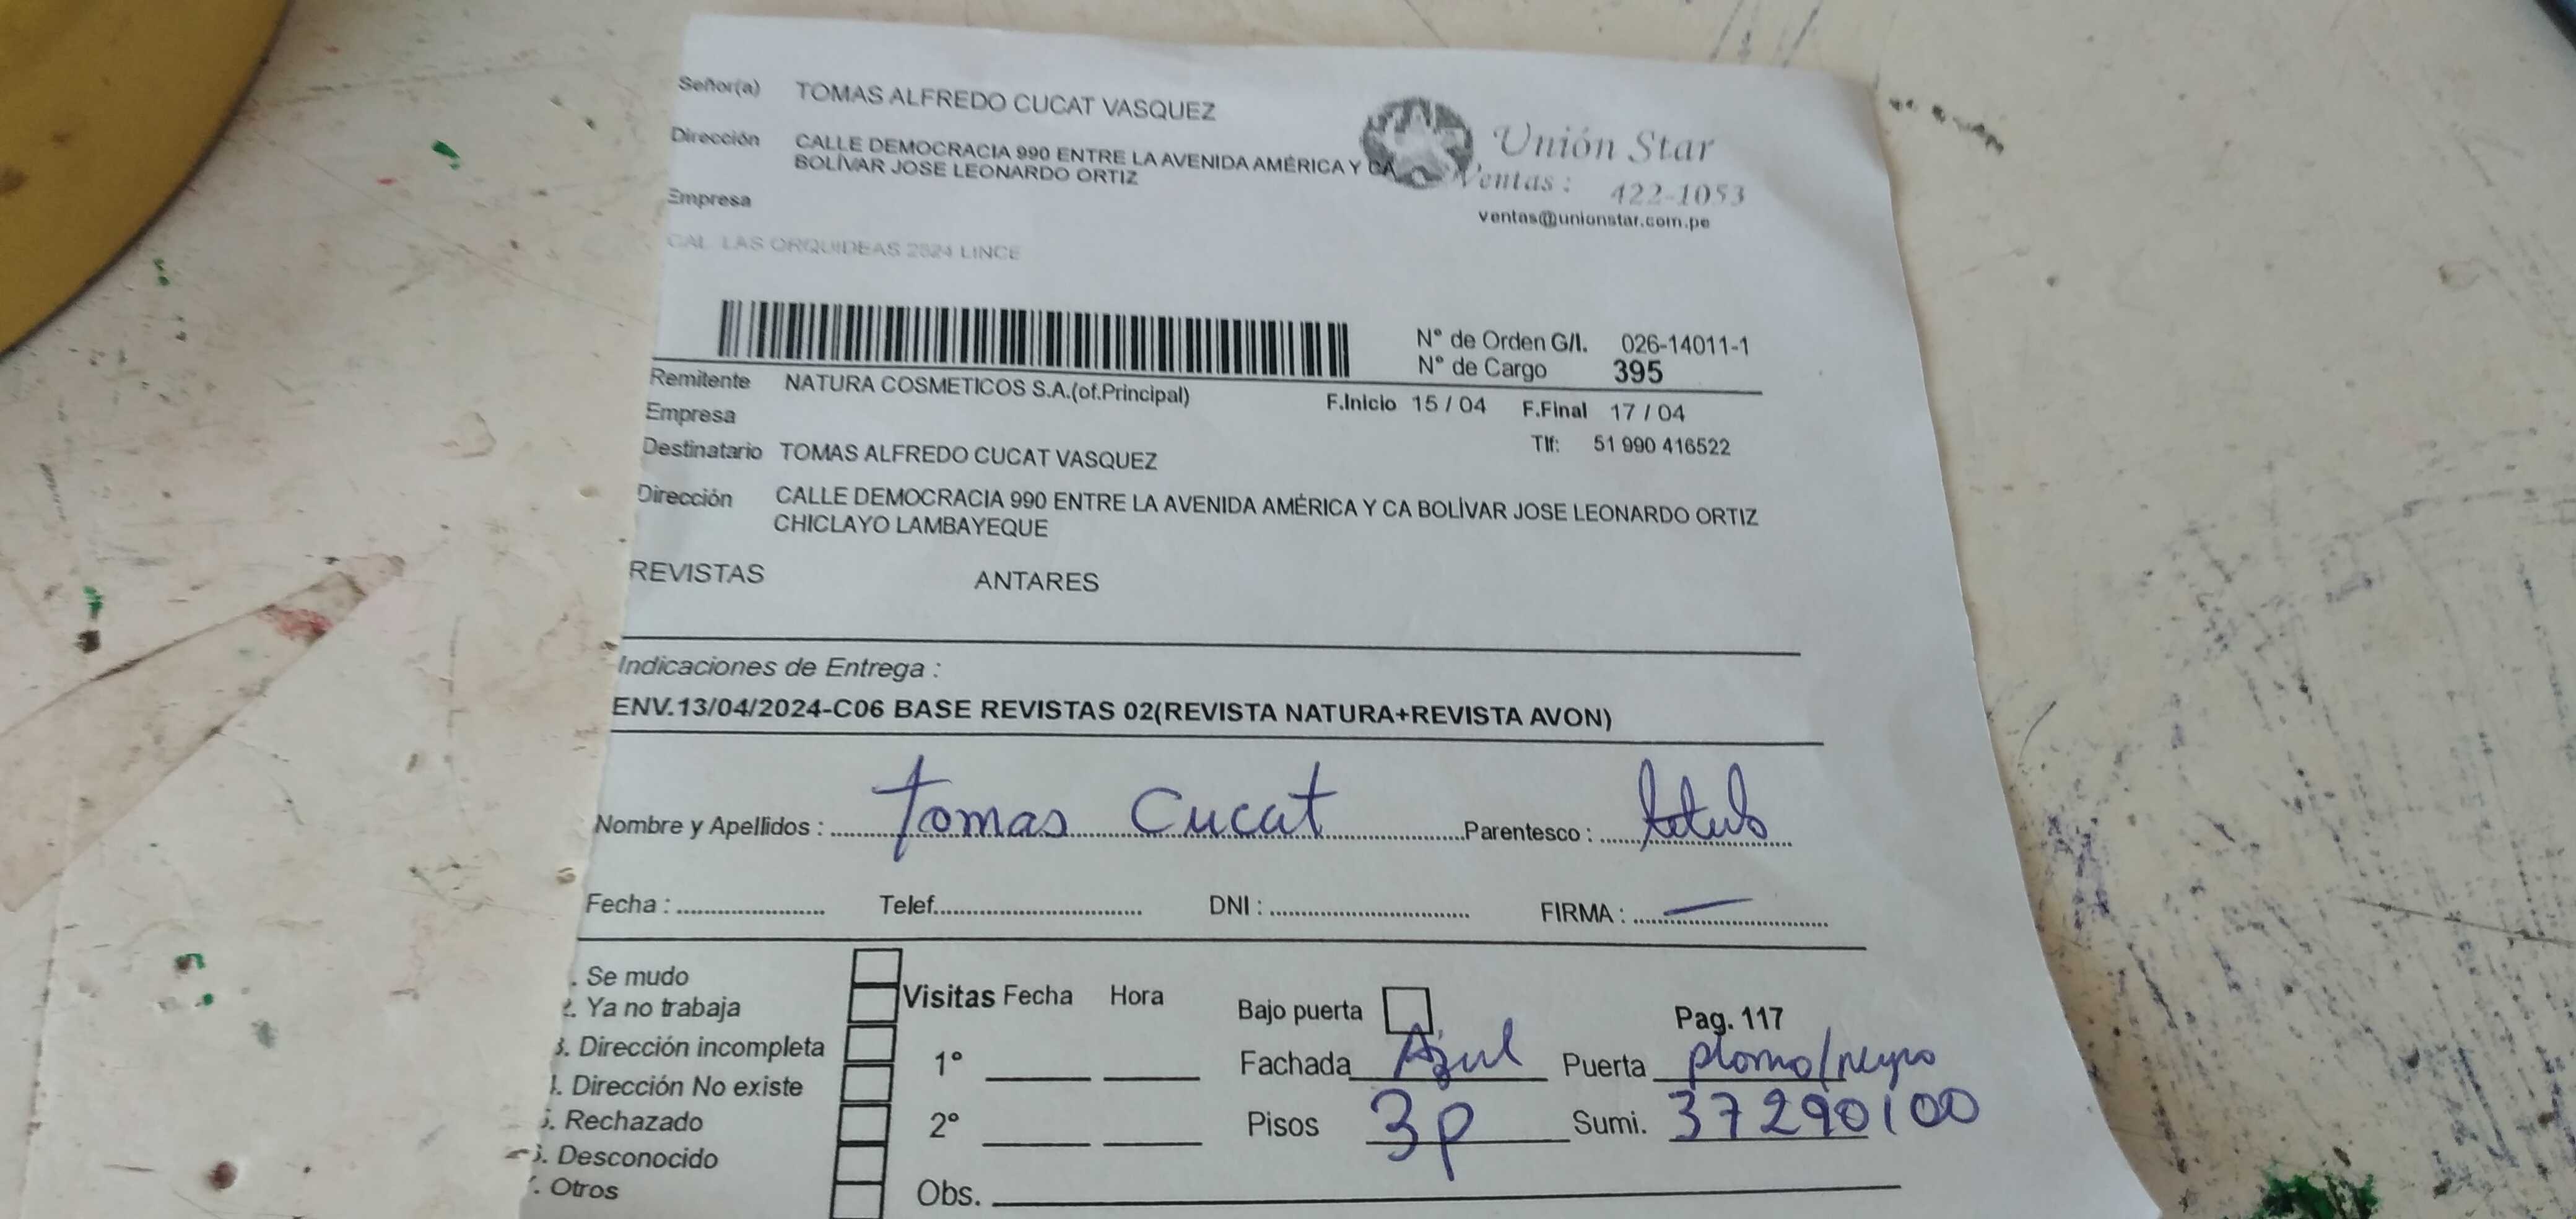 Señor(a) TOMAS ALFREDO CUCAT VASQUEZ
Unión Star
Ventas : 422-1053
ventas@unionstar.com.pe
Dirección CALLE DEMOCRACIA 990 ENTRE LA AVENIDA AMÉRICA Y CA
BOLÍVAR JOSE LEONARDO ORTIZ
Empresa
CAL. LAS ORQUIDEAS 2624 LINCE
N° de Orden G/I. 026-14011-1
N° de Cargo 395
Remitente NATURA COSMETICOS S.A.(of.Principal)
F.Inicio 15 / 04 F.Final 17 / 04
Empresa
Tlf: 51 990 416522
Destinatario TOMAS ALFREDO CUCAT VASQUEZ
Dirección CALLE DEMOCRACIA 990 ENTRE LA AVENIDA AMÉRICA Y CA BOLÍVAR JOSE LEONARDO ORTIZ
CHICLAYO LAMBAYEQUE
REVISTAS ANTARES
Indicaciones de Entrega :
ENV.13/04/2024-C06 BASE REVISTAS 02(REVISTA NATURA+REVISTA AVON)
Nombre y Apellidos : Tomas Cucat Parentesco :
Fecha : Telef. DNI : FIRMA :
. Se mudo
2. Ya no trabaja
3. Dirección incompleta
. Dirección No existe
. Rechazado
. Desconocido
. Otros
Visitas Fecha Hora
1°
2°
Obs.
Bajo puerta Pag. 117
Fachada Azul Puerta plomo/negro
Pisos 3p Sumi. 37290100